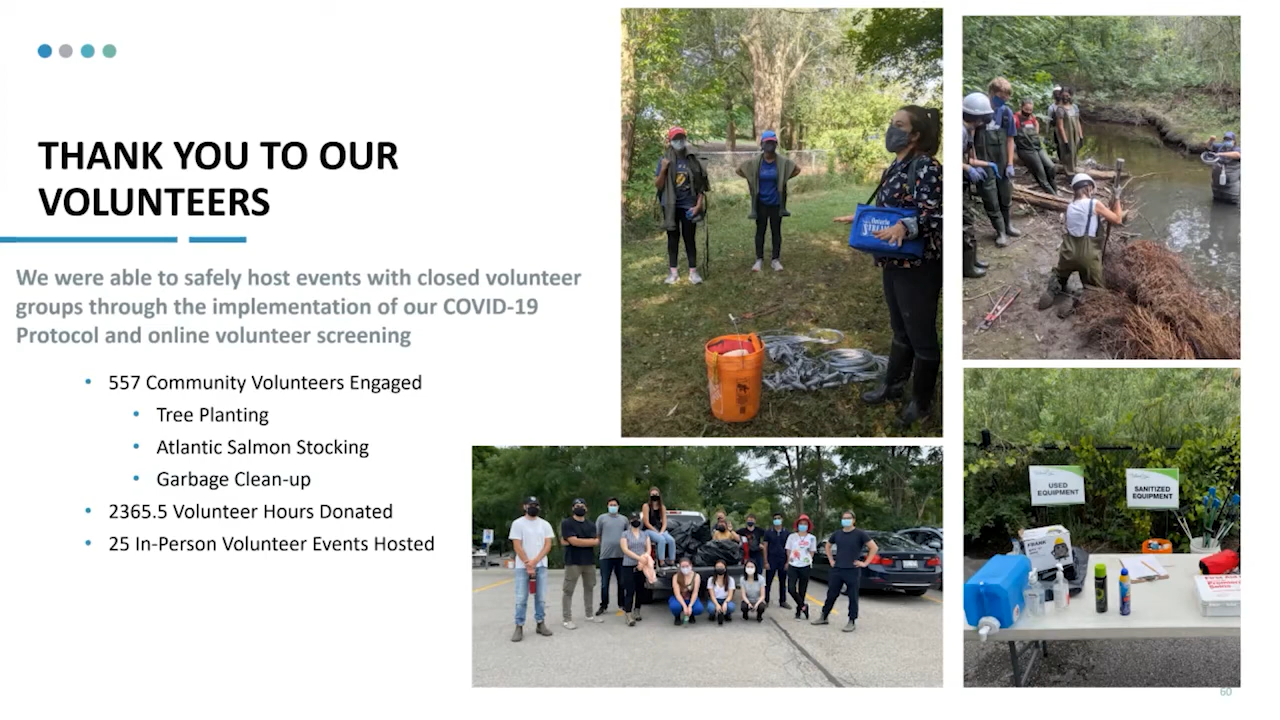 THANK YOU TO OUR
VOLUNTEERS
We were able to safely host events with closed volunteer
groups through the implementation of our COVID-19
Protocol and online volunteer screening
• 557 Community Volunteers Engaged
• Tree Planting
• Atlantic Salmon Stocking
• Garbage Clean-up
• 2365.5 Volunteer Hours Donated
• 25 In-Person Volunteer Events Hosted
USED
EQUIPMENT
SANITIZED
EQUIPMENT
FRANK
60